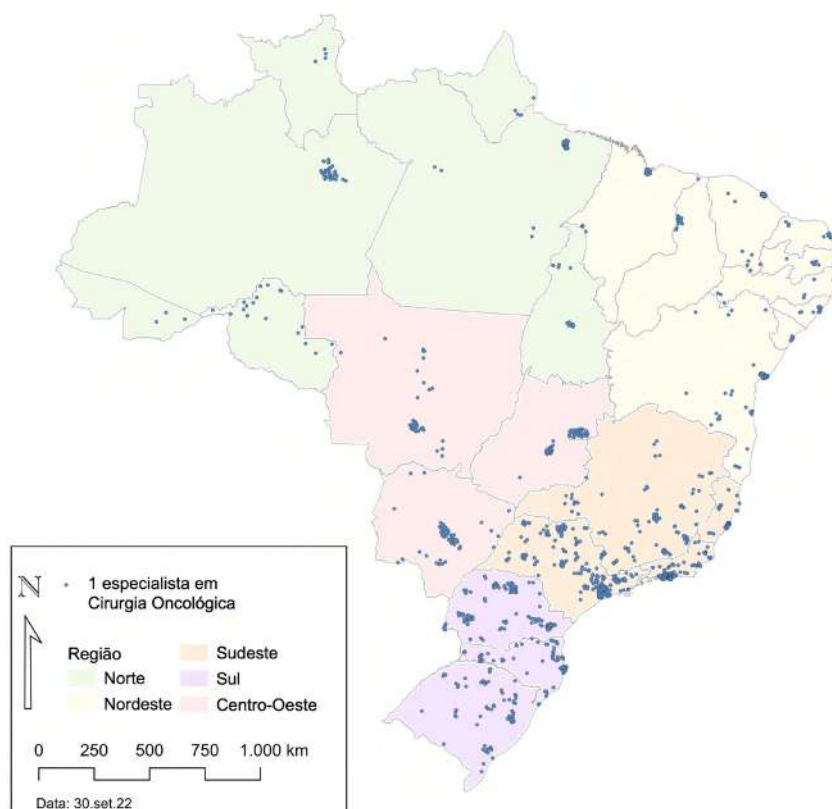 N
1 especialista em
Cirurgia Oncológica
Região
Norte
Nordeste
Sudeste
Sul
Centro-Oeste
0 250 500 750 1.000 km
Data: 30.set.22